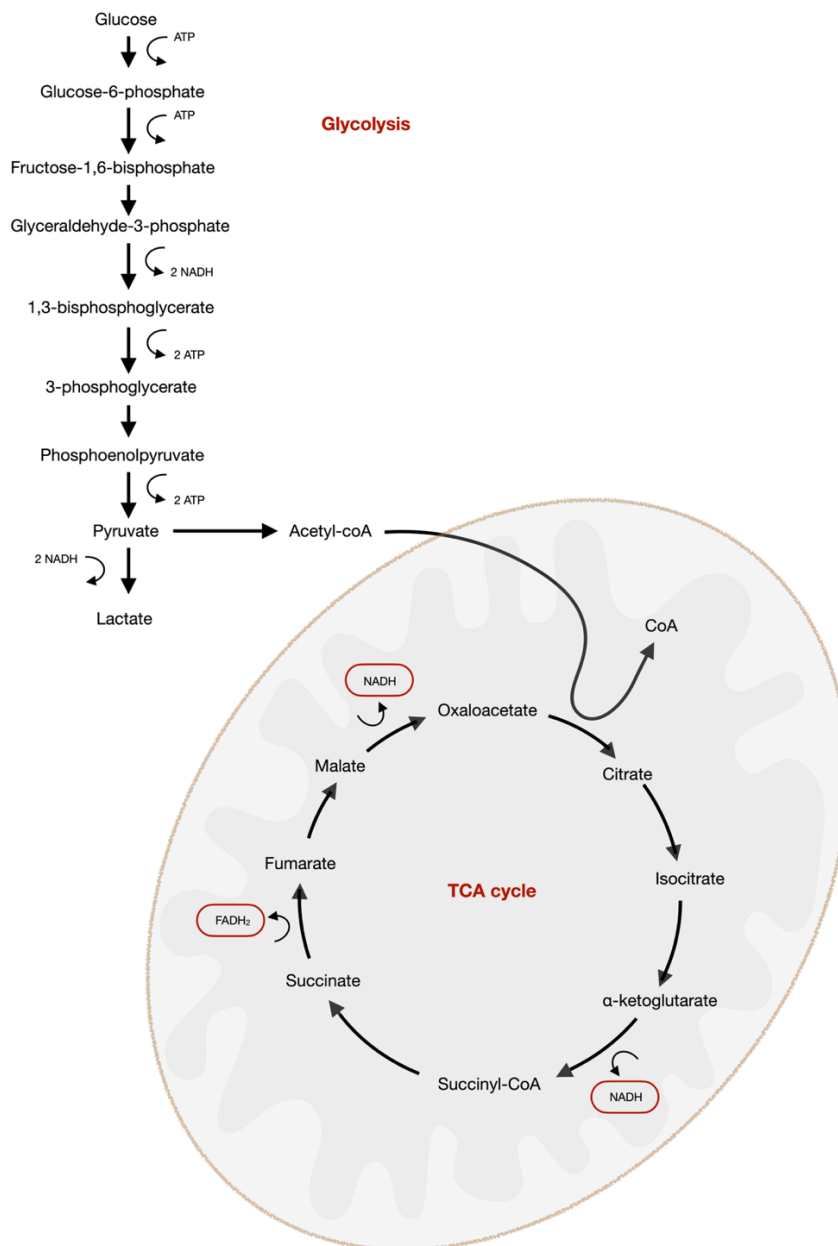 Glucose
ATP
Glucose-6-phosphate
ATP
Glycolysis
Fructose-1,6-bisphosphate
Glyceraldehyde-3-phosphate
2 NADH
1,3-bisphosphoglycerate
2 ATP
3-phosphoglycerate
Phosphoenolpyruvate
2 ATP
Pyruvate
Acetyl-coA
2 NADH
Lactate
CoA
NADH
Oxaloacetate
Malate
Citrate
Fumarate
Isocitrate
TCA cycle
FADH₂
Succinate
α-ketoglutarate
Succinyl-CoA
NADH